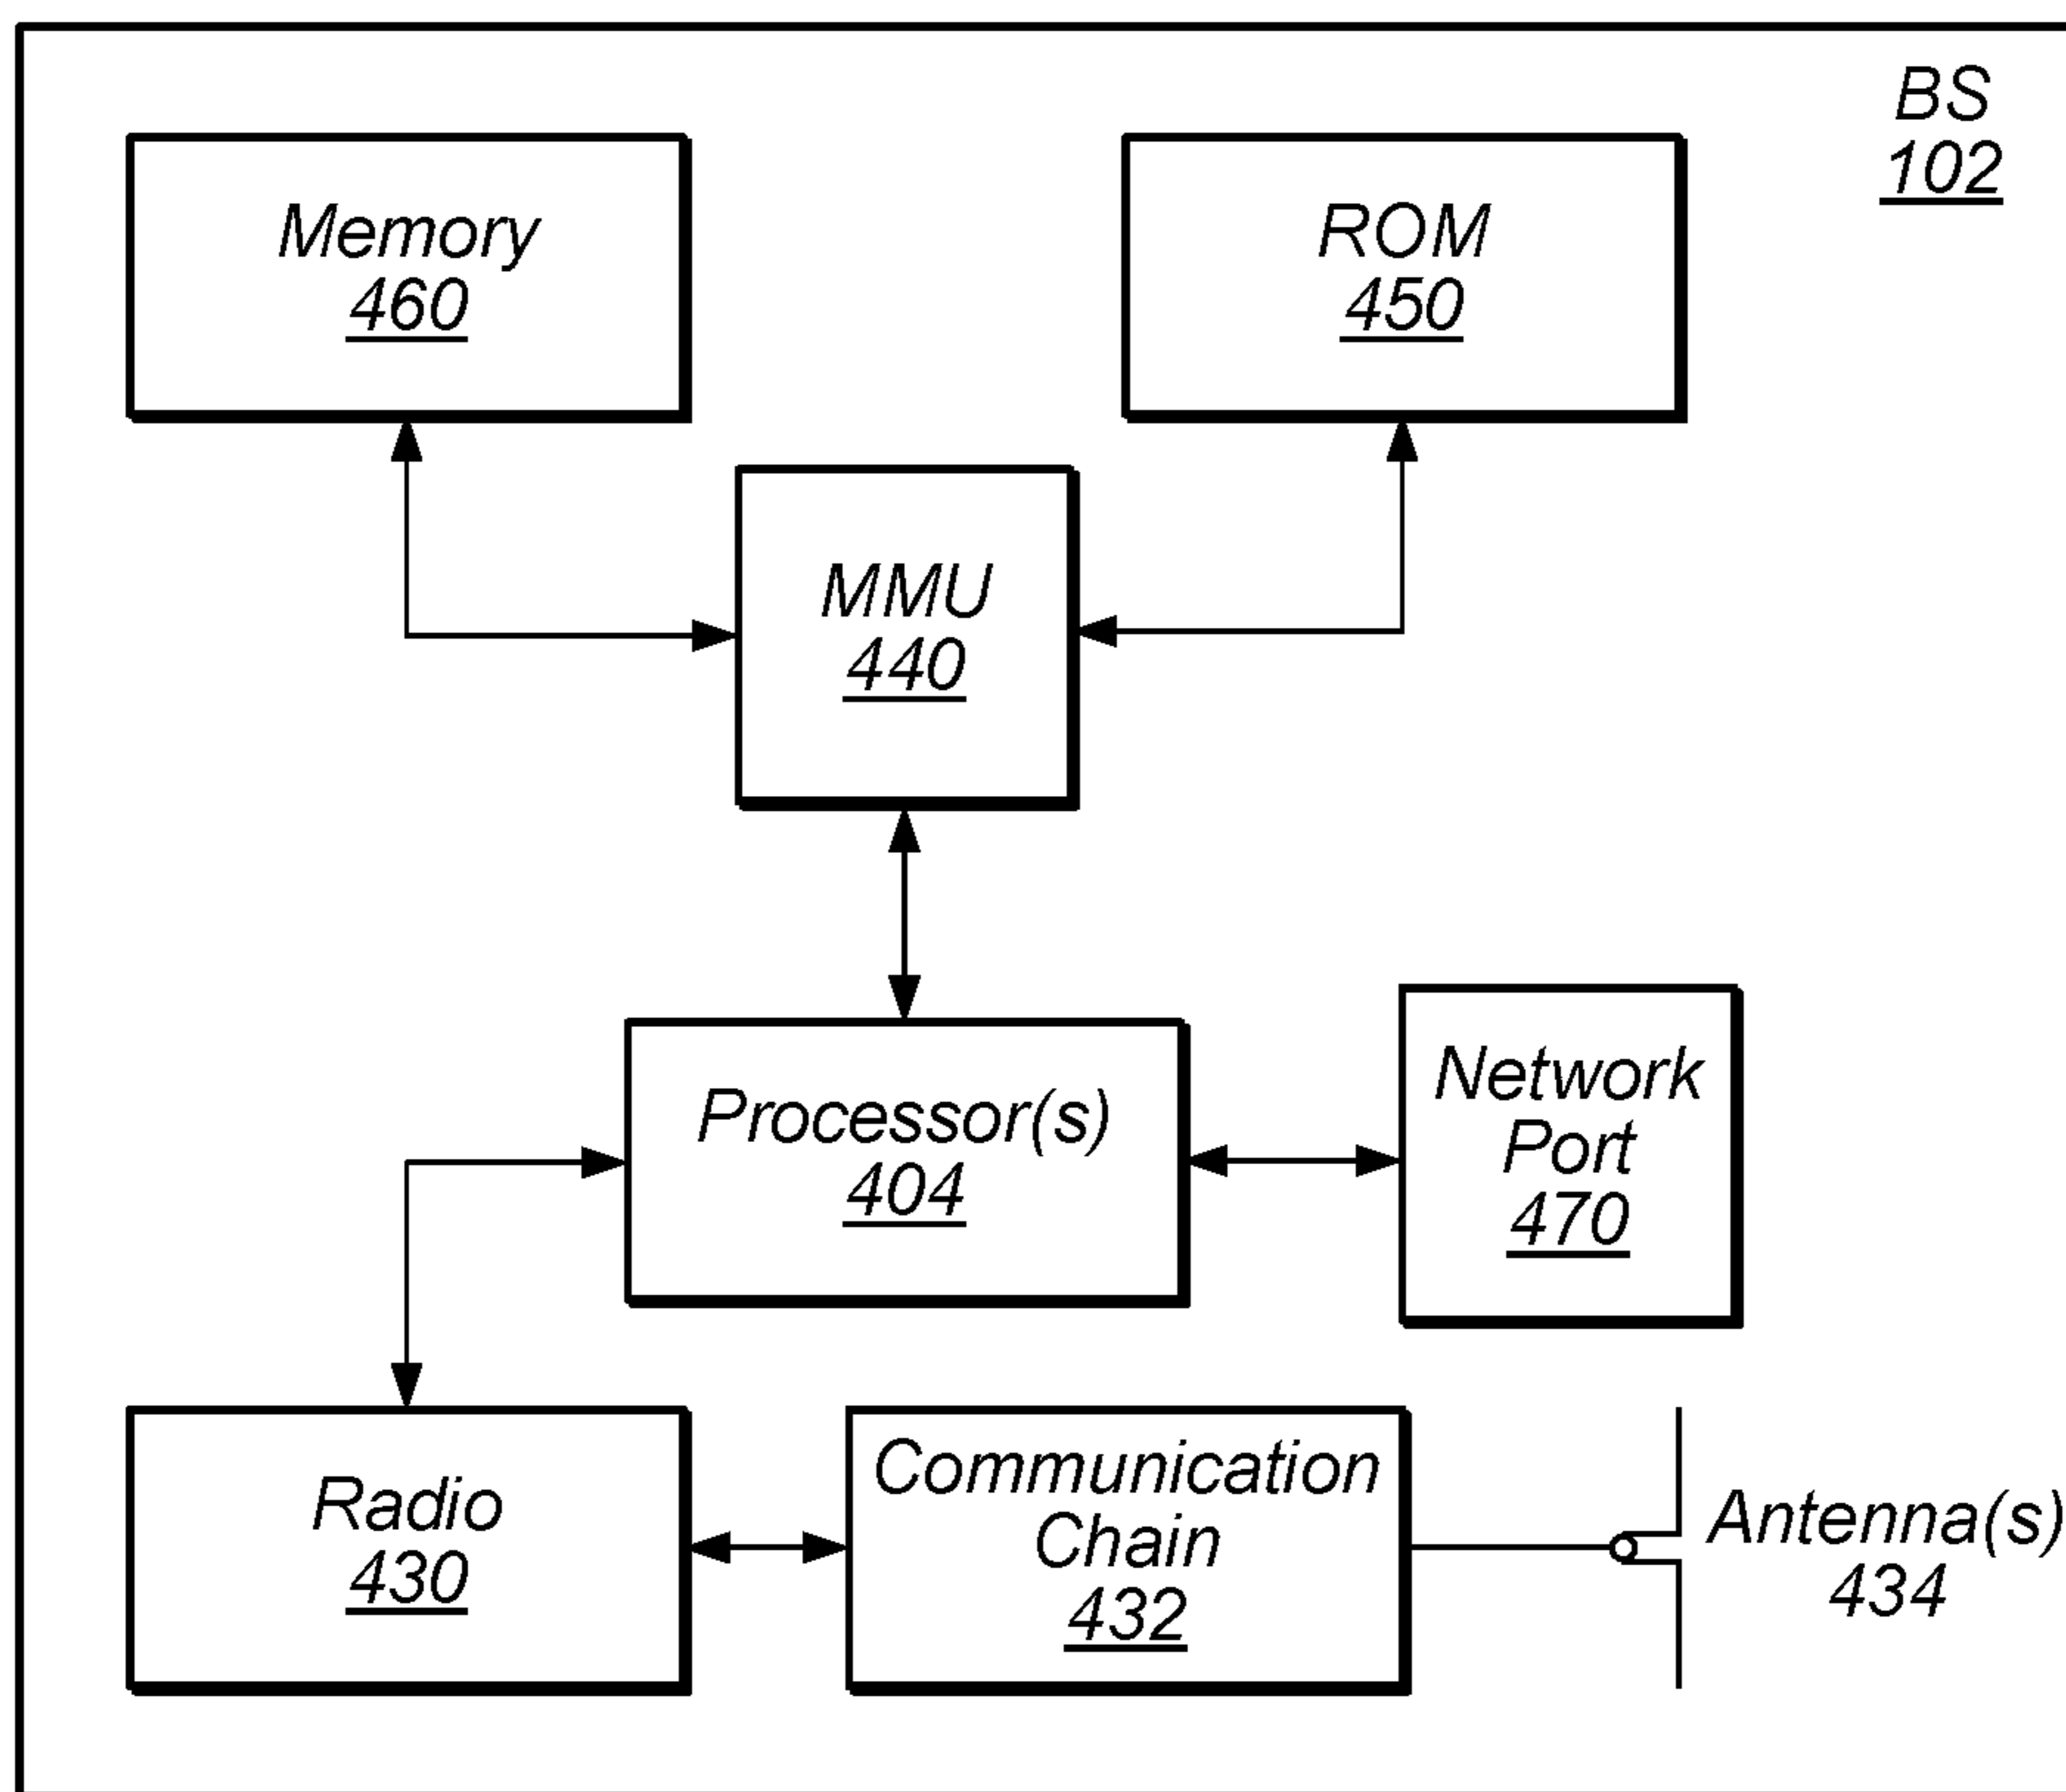 BS
102
Memory
460
ROM
450
MMU
440
Processor(s)
404
Network
Port
470
Radio
430
Communication
Chain
432
Antenna(s)
434